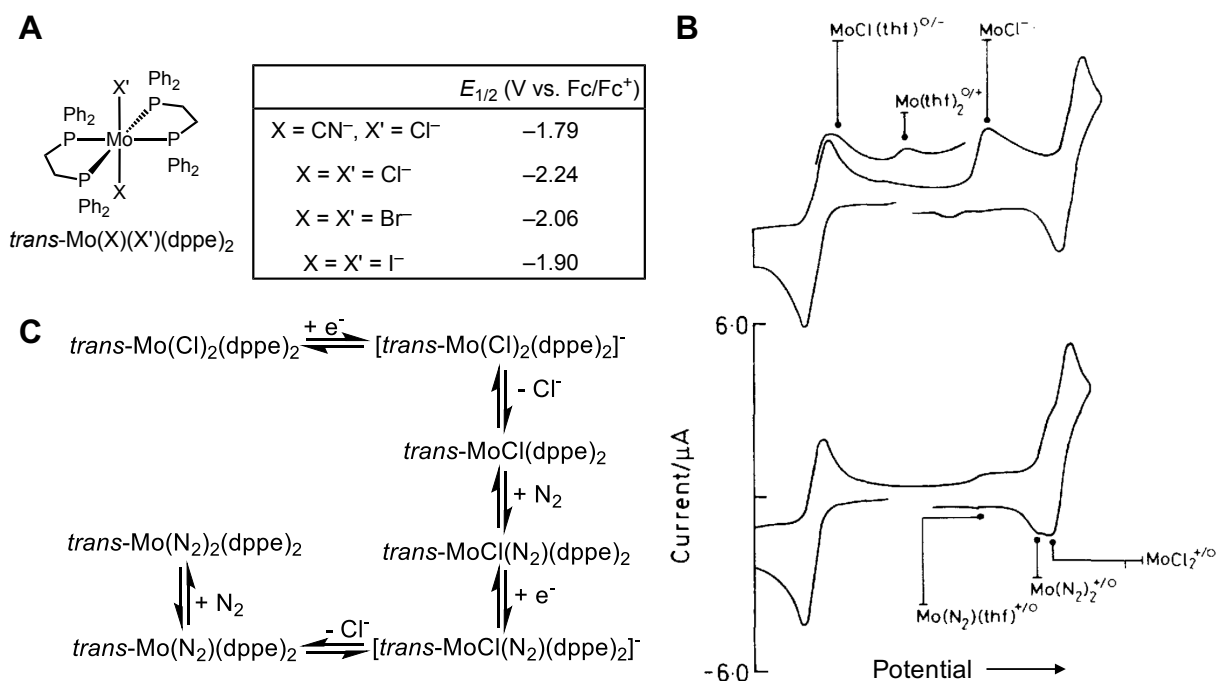 A
X'
Ph2
Ph2
P
P
Mo
P
P
Ph2
X
Ph2
trans-Mo(X)(X')(dppe)2
E1/2 (V vs. Fc/Fc+)
X = CN–, X' = Cl– –1.79
X = X' = Cl– –2.24
X = X' = Br– –2.06
X = X' = I– –1.90
B
MoCl(thf)0/-
MoCl-
Mo(thf)2 0/+
6·0
Current/μA
-6·0
Mo(N2)(thf)+/0
Mo(N2)2 +/0
MoCl2 +/0
Potential
C
trans-Mo(Cl)2(dppe)2
+ e-
[trans-Mo(Cl)2(dppe)2]-
- Cl-
trans-MoCl(dppe)2
+ N2
trans-MoCl(N2)(dppe)2
+ e-
[trans-MoCl(N2)(dppe)2]-
- Cl-
trans-Mo(N2)(dppe)2
+ N2
trans-Mo(N2)2(dppe)2